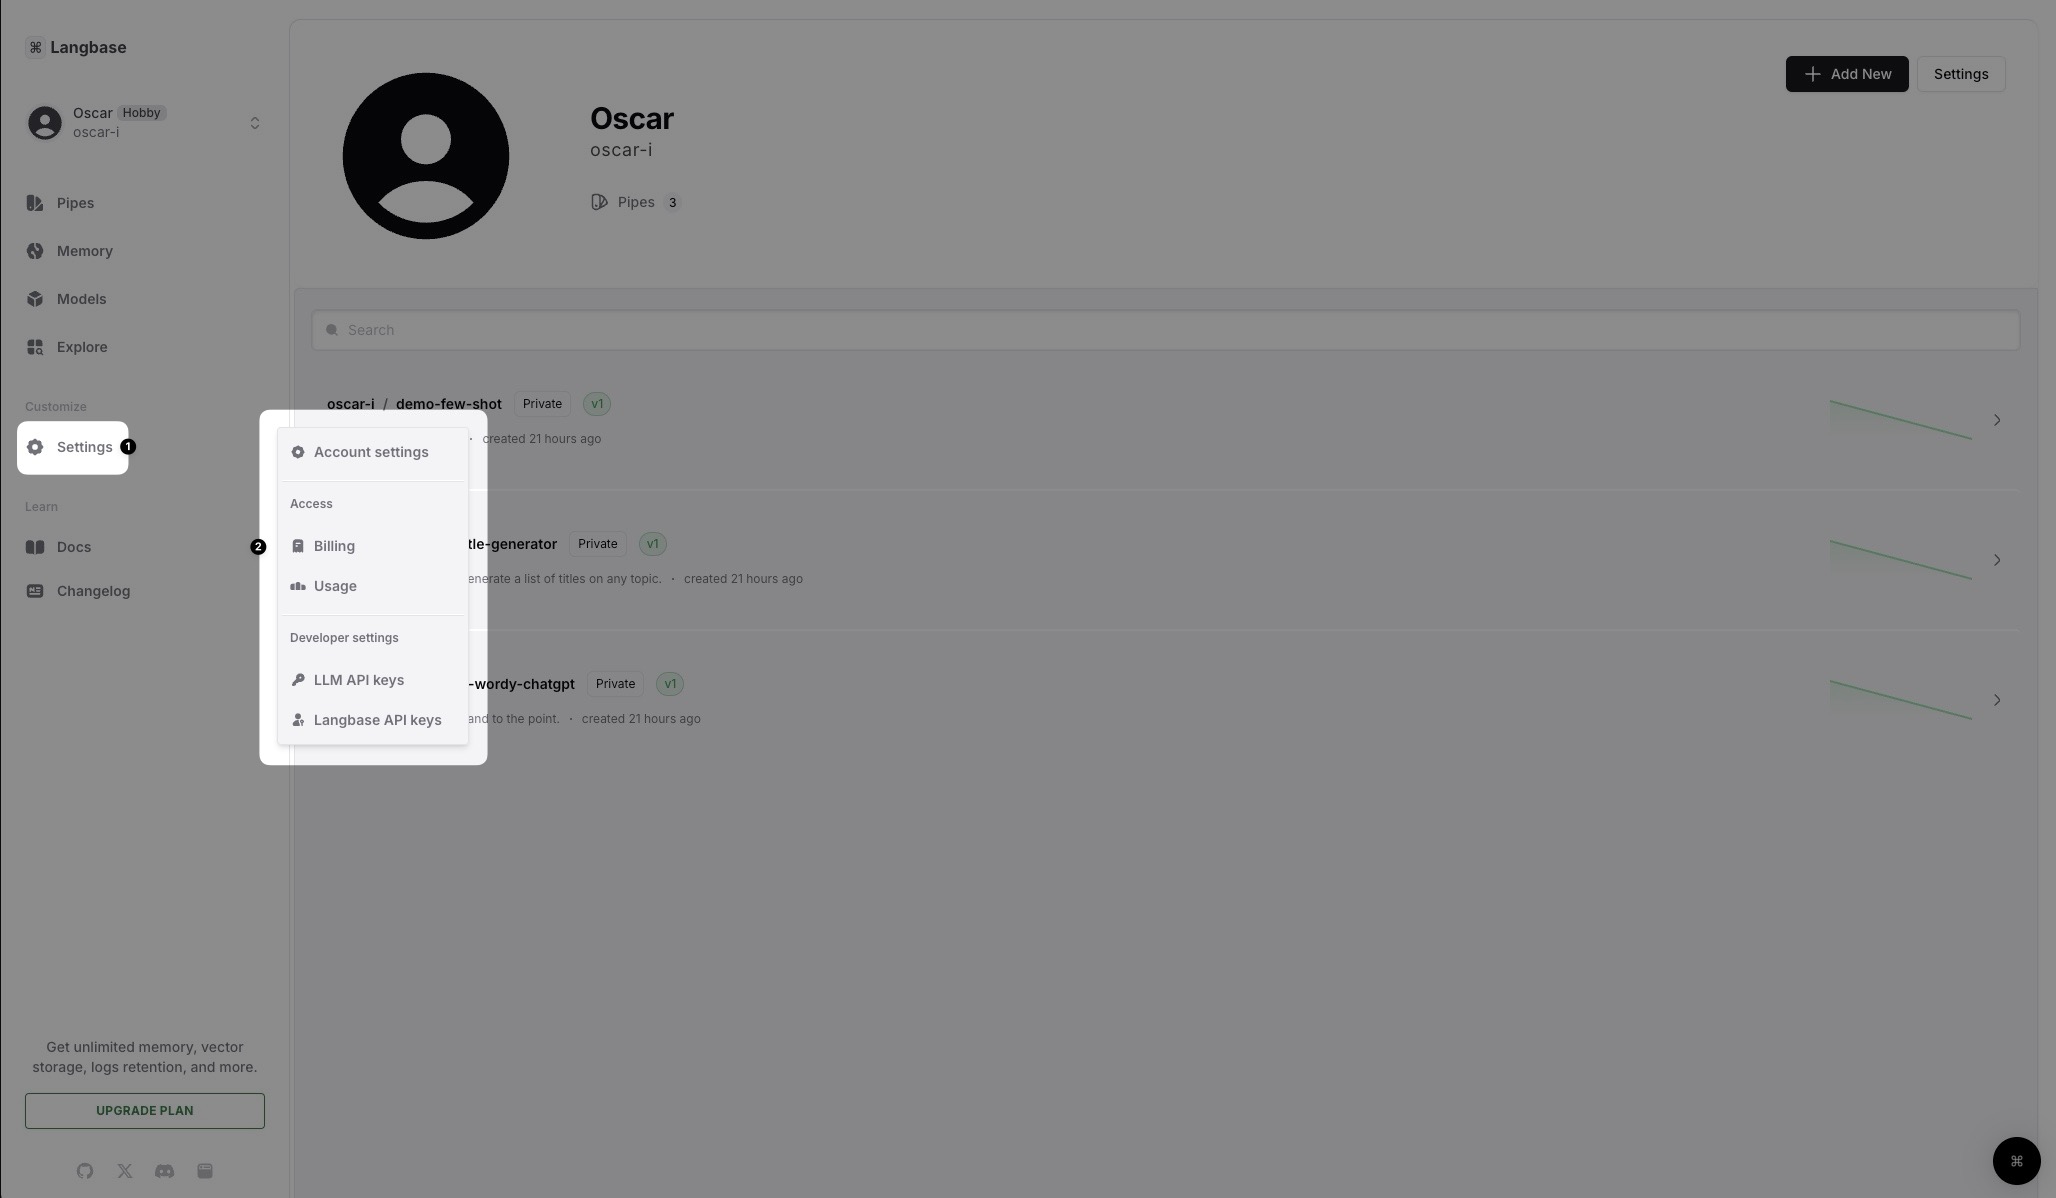 ⌘ Langbase
Oscar Hobby
oscar-i
Pipes
Memory
Models
Explore
Customize
Settings 1
Learn
Docs
Changelog
Get unlimited memory, vector
storage, logs retention, and more.
UPGRADE PLAN
+ Add New
Settings
Oscar
oscar-i
Pipes 3
Search
oscar-i / demo-few-shot Private v1
· created 21 hours ago
tle-generator Private v1
enerate a list of titles on any topic. · created 21 hours ago
-wordy-chatgpt Private v1
and to the point. · created 21 hours ago
2
Account settings
Access
Billing
Usage
Developer settings
LLM API keys
Langbase API keys
⌘